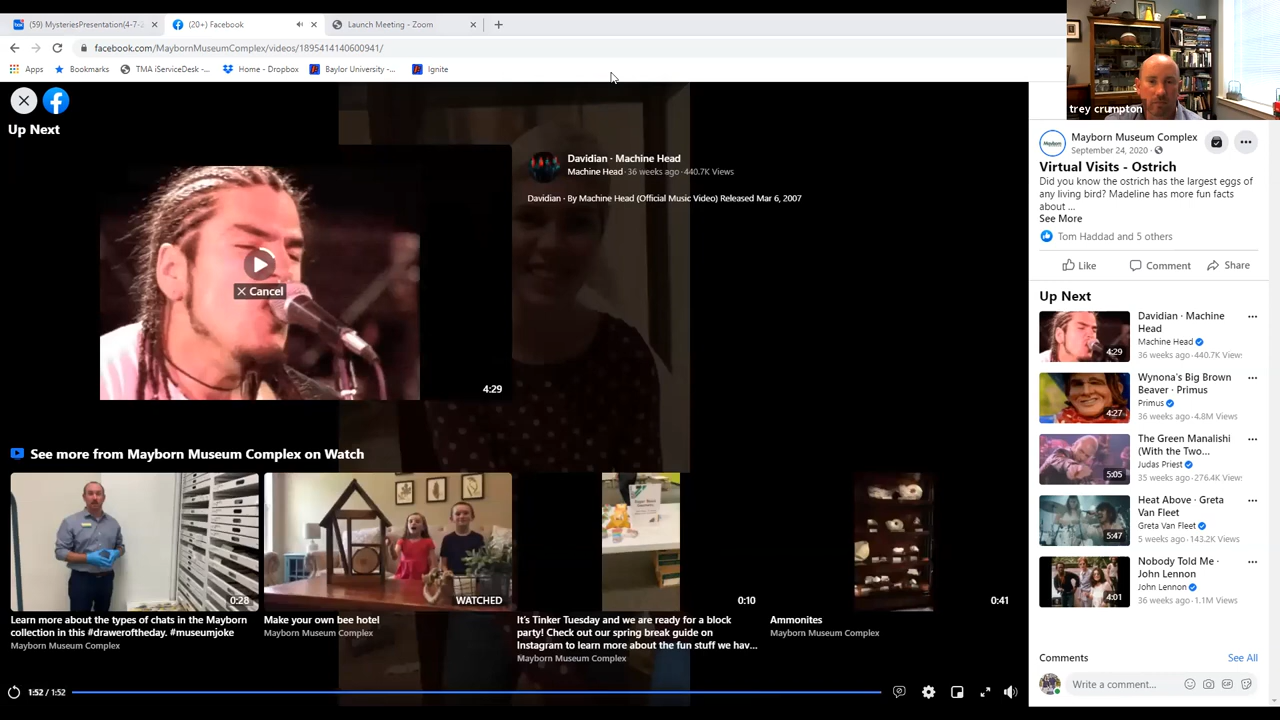 (59) MysteriesPresentation(4-7-2
(20+) Facebook
Launch Meeting - Zoom
facebook.com/MaybornMuseumComplex/videos/1895414140600941/
Apps
Bookmarks
TMA iServiceDesk -...
Home - Dropbox
Baylor University -...
Ignite
trey crumpton
Up Next
Davidian - Machine Head
Machine Head · 36 weeks ago · 440.7K Views
Davidian · By Machine Head (Official Music Video) Released Mar 6, 2007
Cancel
4:29
See more from Mayborn Museum Complex on Watch
0:28
WATCHED
0:10
0:41
Learn more about the types of chats in the Mayborn
collection in this #draweroftheday. #museumjoke
Mayborn Museum Complex
Make your own bee hotel
Mayborn Museum Complex
It's Tinker Tuesday and we are ready for a block
party! Check out our spring break guide on
Instagram to learn more about the fun stuff we hav...
Mayborn Museum Complex
Ammonites
Mayborn Museum Complex
1:52 / 1:52
Mayborn Museum Complex
September 24, 2020 ·
Virtual Visits - Ostrich
Did you know the ostrich has the largest eggs of
any living bird? Madeline has more fun facts
about ...
See More
Tom Haddad and 5 others
Like
Comment
Share
Up Next
Davidian · Machine
Head
Machine Head
36 weeks ago · 440.7K Views
4:29
Wynona's Big Brown
Beaver · Primus
Primus
36 weeks ago · 4.8M Views
4:27
The Green Manalishi
(With the Two...
Judas Priest
35 weeks ago · 276.4K Views
5:05
Heat Above · Greta
Van Fleet
Greta Van Fleet
5 weeks ago · 143.2K Views
5:47
Nobody Told Me ·
John Lennon
John Lennon
36 weeks ago · 1.1M Views
4:01
Comments
See All
Write a comment...